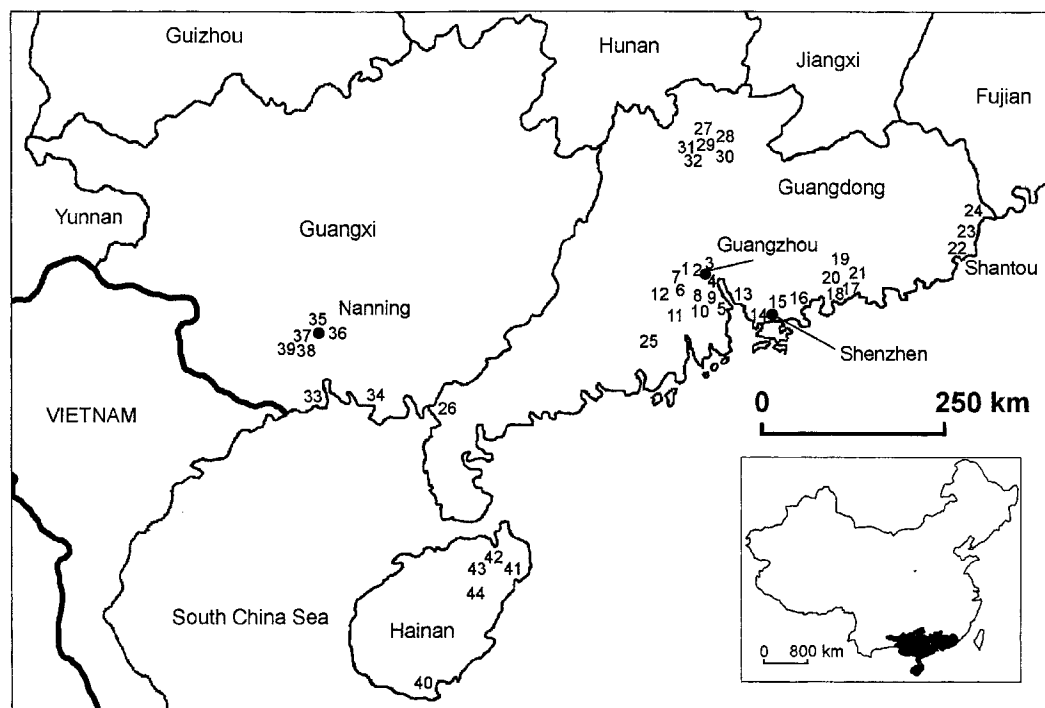 Guizhou
Hunan
Jiangxi
Fujian
27
28
31 29
32 30
Guangdong
Yunnan
Guangxi
24
23
22
Shantou
Guangzhou
1 2 3
7 4
6
12 8 9
5
10
11
13
19
20 21
18 17
16
15
14
25
Shenzhen
Nanning
35
37 36
39 38
33
34
26
VIETNAM
0 250 km
42
43 41
44
South China Sea
Hainan
40
0 800 km